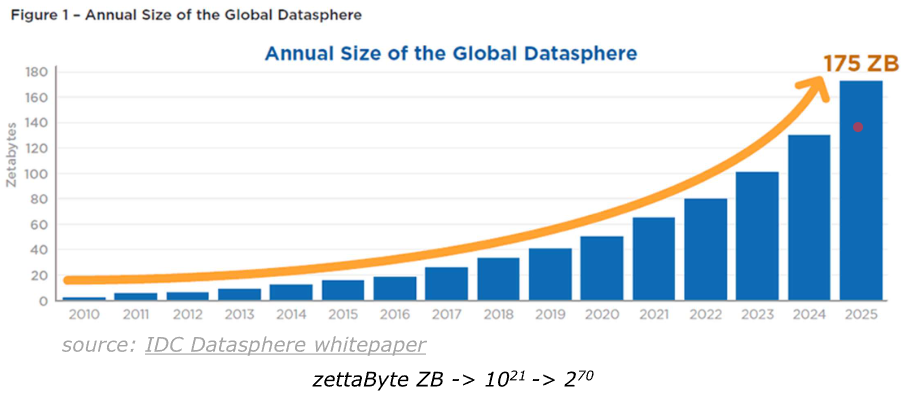 Figure 1 – Annual Size of the Global Datasphere
Annual Size of the Global Datasphere
175 ZB
Zetabytes
180
160
140
120
100
80
60
40
20
0
2010 2011 2012 2013 2014 2015 2016 2017 2018 2019 2020 2021 2022 2023 2024 2025
source: IDC Datasphere whitepaper
zettaByte ZB -> 10²¹ -> 2⁷⁰